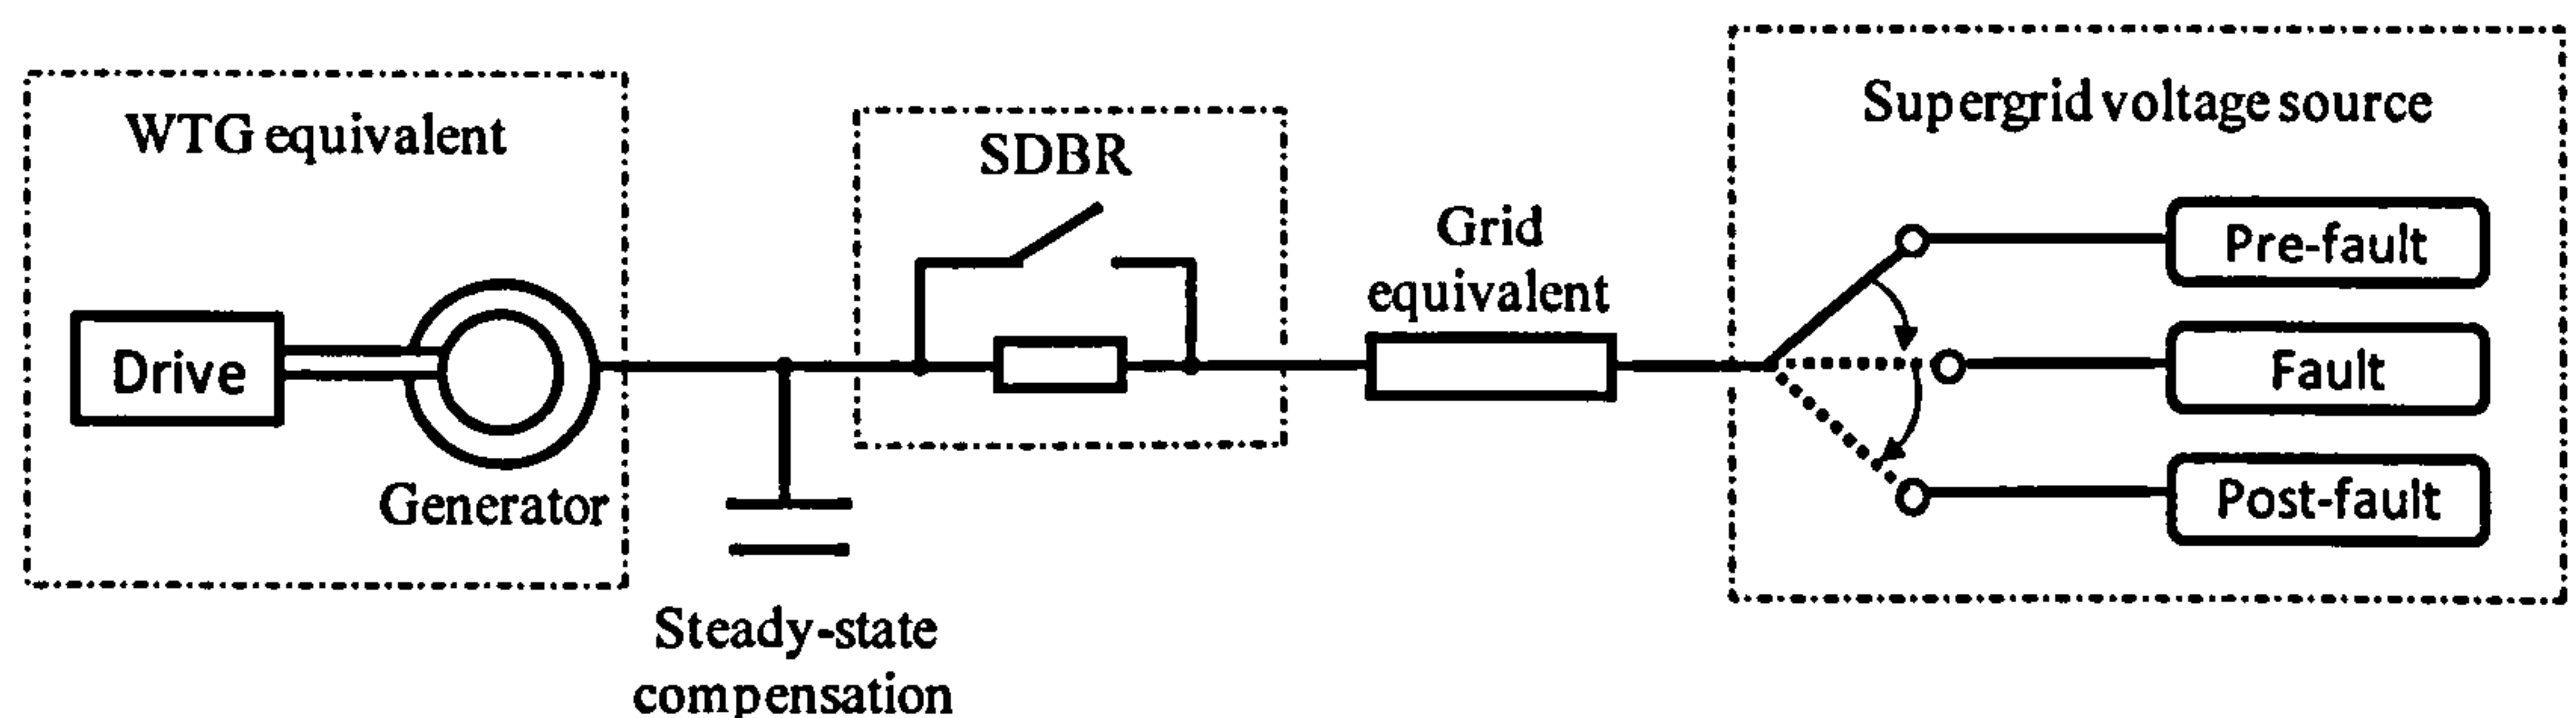 WTG equivalent
Drive
Generator
Steady-state
compensation
SDBR
Grid
equivalent
Supergrid voltage source
Pre-fault
Fault
Post-fault